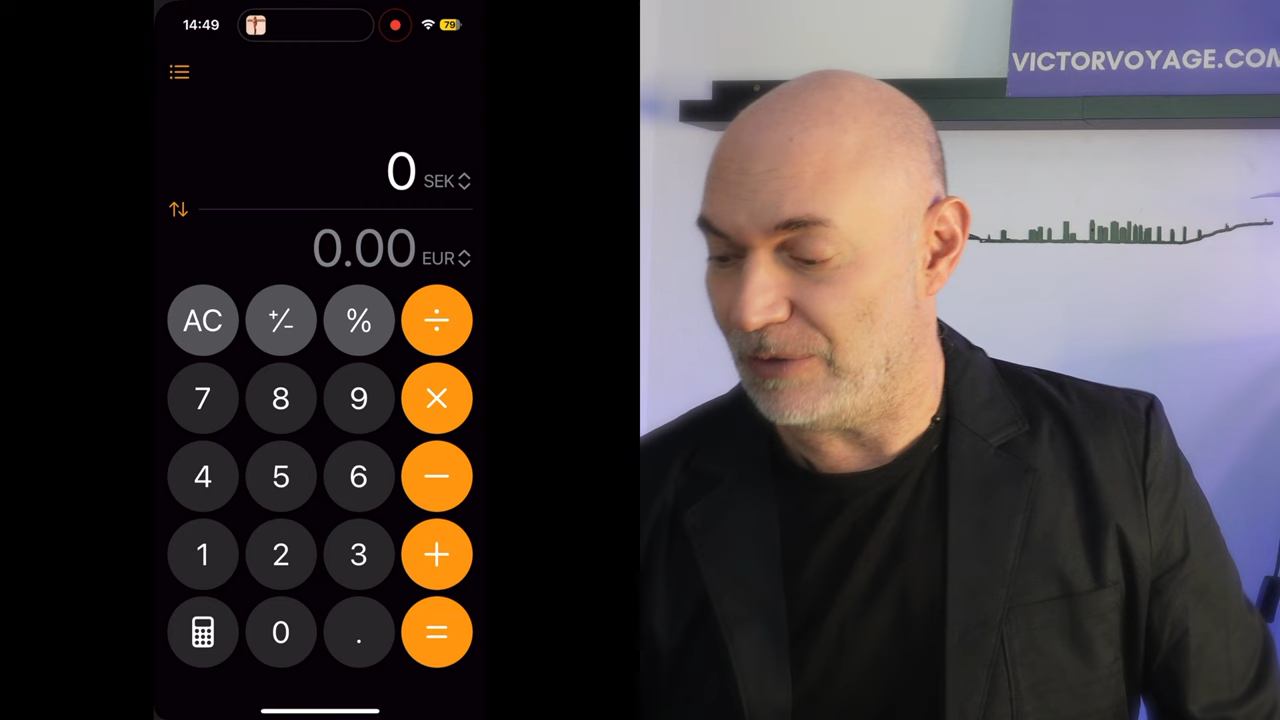 14:49
79
0 SEK
0.00 EUR
AC +/- % ÷
7 8 9 ×
4 5 6 −
1 2 3 +
0 . =
VICTORVOYAGE.COM